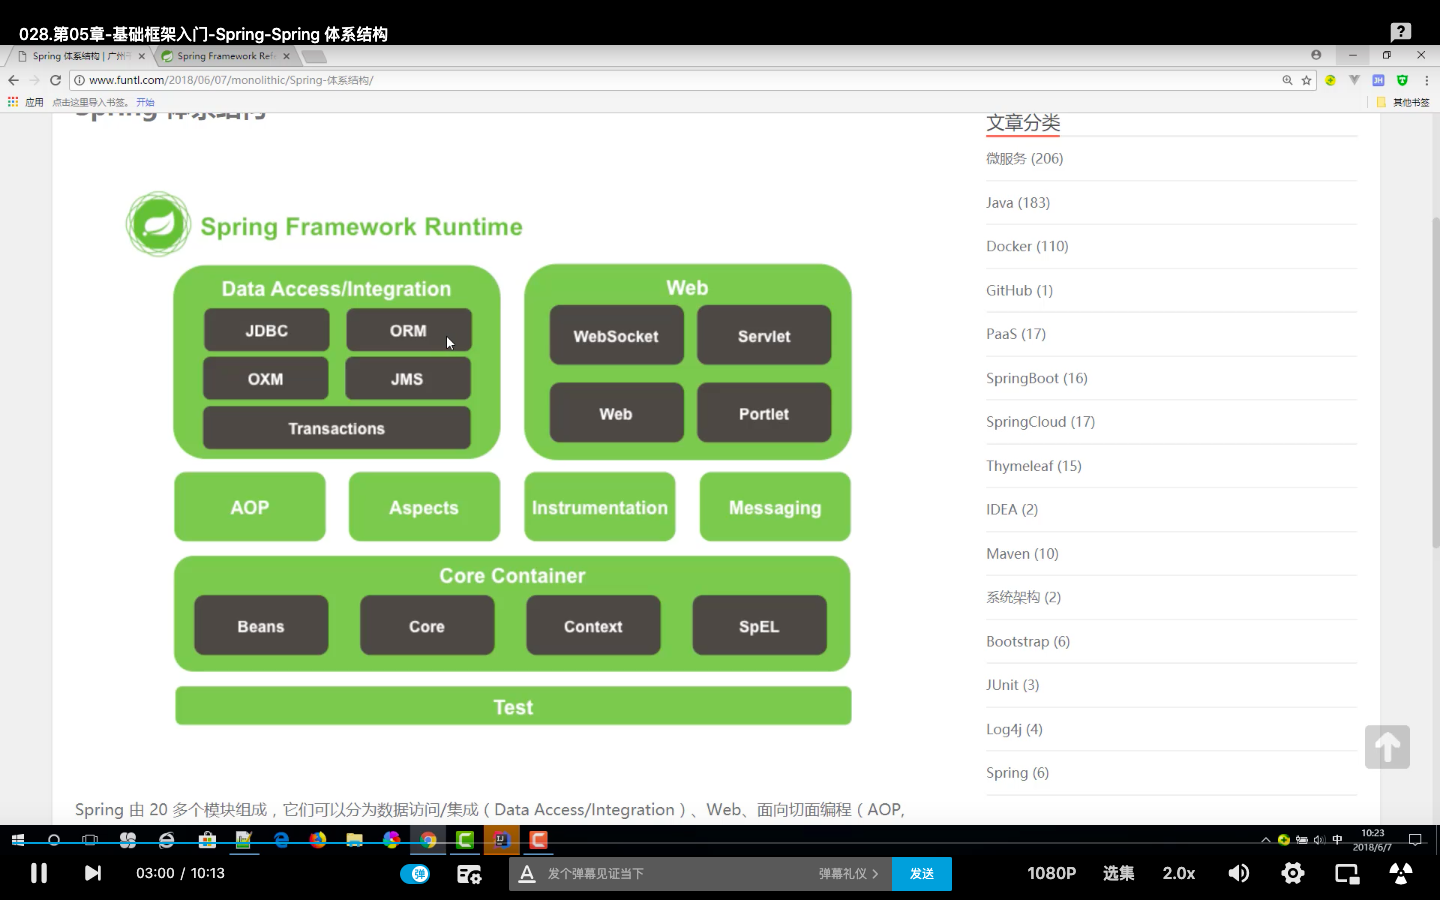 028.第05章-基础框架入门-Spring-Spring 体系结构
Spring 体系结构 | 广州
Spring Framework Ref
www.funtl.com/2018/06/07/monolithic/Spring-体系结构/
应用 点击这里导入书签。 开始
其他书签
Spring 体系结构
Spring Framework Runtime
Data Access/Integration
JDBC
ORM
OXM
JMS
Transactions
Web
WebSocket
Servlet
Web
Portlet
AOP
Aspects
Instrumentation
Messaging
Core Container
Beans
Core
Context
SpEL
Test
Spring 由 20 多个模块组成，它们可以分为数据访问/集成（Data Access/Integration）、Web、面向切面编程（AOP,
文章分类
微服务 (206)
Java (183)
Docker (110)
GitHub (1)
PaaS (17)
SpringBoot (16)
SpringCloud (17)
Thymeleaf (15)
IDEA (2)
Maven (10)
系统架构 (2)
Bootstrap (6)
JUnit (3)
Log4j (4)
Spring (6)
中
10:23
2018/6/7
03:00 / 10:13
弹
发个弹幕见证当下
弹幕礼仪
发送
1080P
选集
2.0x